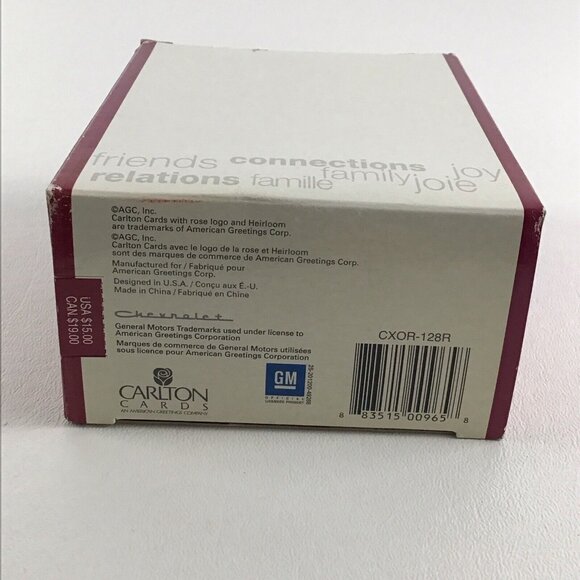 friends connections family joy
relations famille joie
©AGC, Inc.
Carlton Cards with rose logo and Heirloom
are trademarks of American Greetings Corp.
©AGC, Inc.
Carlton Cards avec le logo de la rose et Heirloom
sont des marques de commerce de American Greetings Corp.
Manufactured for / Fabriqué pour
American Greetings Corp.
Designed in U.S.A. / Conçu aux É.-U.
Made in China / Fabriqué en Chine
USA $15.00
CAN $19.00
Chevrolet
General Motors Trademarks used under license to
American Greetings Corporation
Marques de commerce de General Motors utilisées
sous licence pour American Greetings Corporation
CARLTON
CARDS
AN AMERICAN GREETINGS COMPANY
GM
OFFICIAL
LICENSED PRODUCT
CXOR-128R
8 83515 00965 8